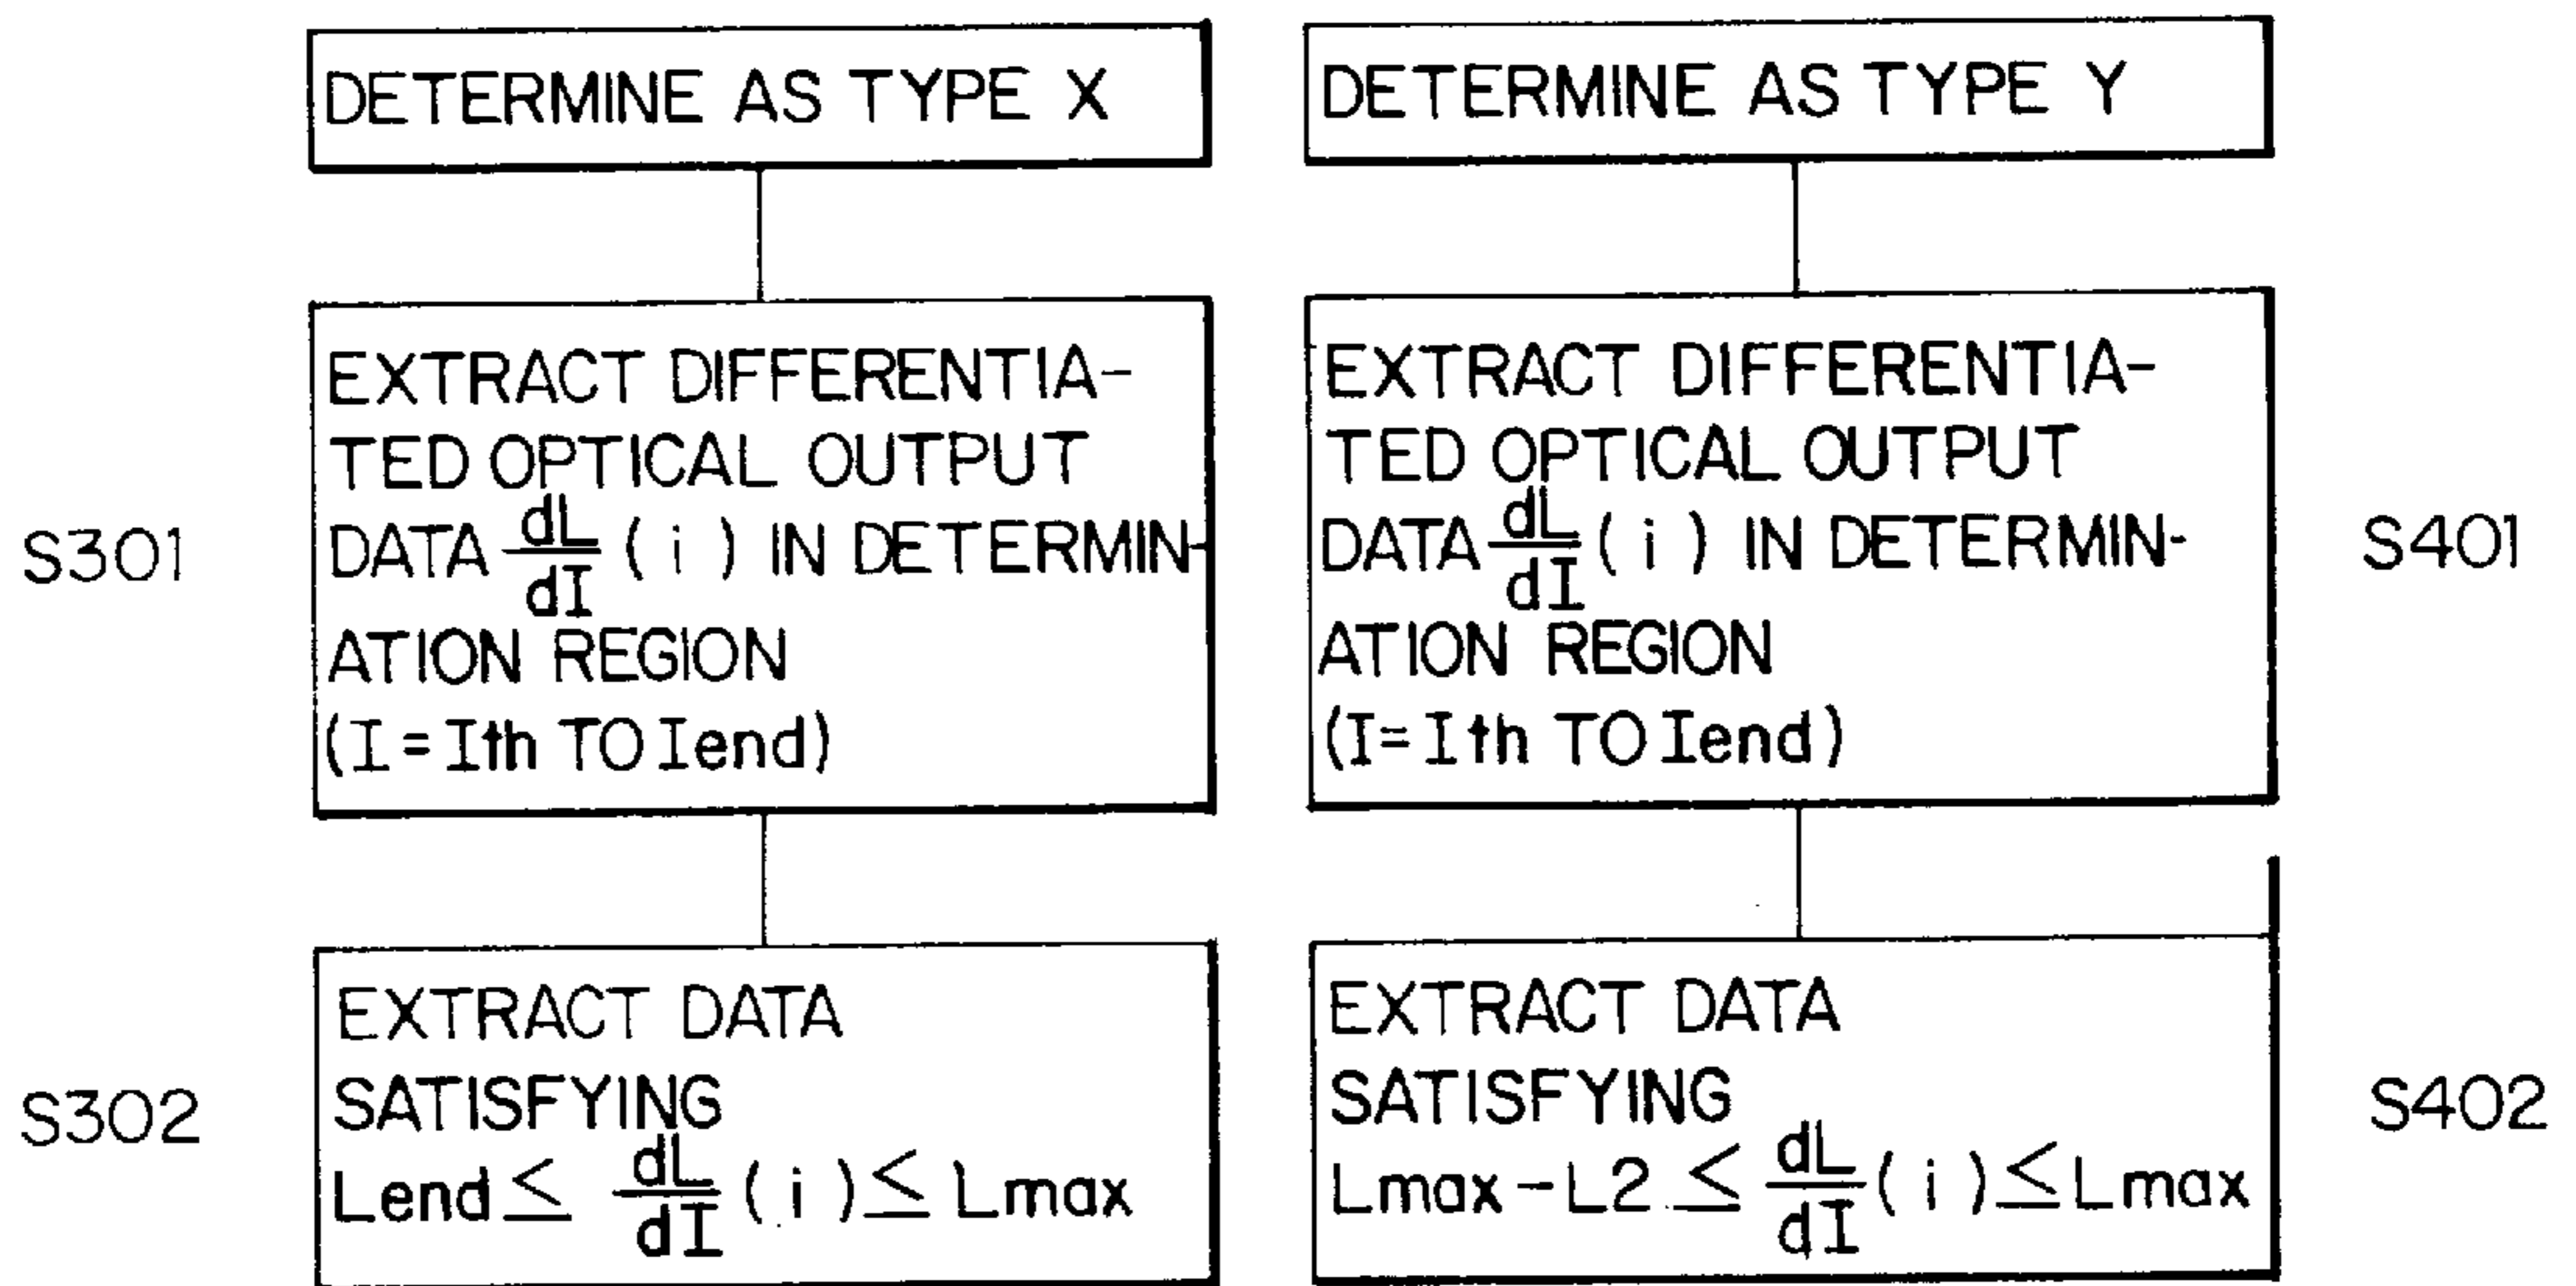 DETERMINE AS TYPE X
S301
EXTRACT DIFFERENTIA-
TED OPTICAL OUTPUT
DATA dL/dI (i) IN DETERMIN-
ATION REGION
(I=Ith TO Iend)
S302
EXTRACT DATA
SATISFYING
Lend ≤ dL/dI (i) ≤ Lmax
DETERMINE AS TYPE Y
EXTRACT DIFFERENTIA-
TED OPTICAL OUTPUT
DATA dL/dI (i) IN DETERMIN-
ATION REGION
(I=Ith TO Iend)
S401
EXTRACT DATA
SATISFYING
Lmax-L2 ≤ dL/dI (i) ≤ Lmax
S402